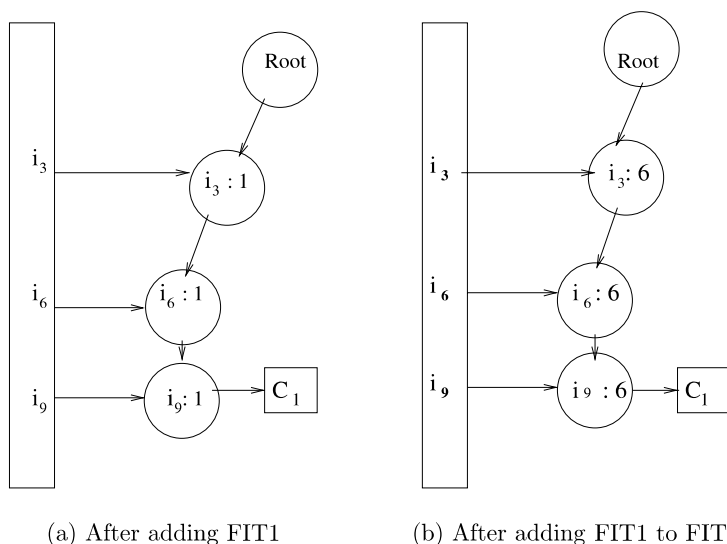 Root
i₃
i₃ : 1
i₆
i₆ : 1
i₉
i₉ : 1
C₁
(a) After adding FIT1
Root
i₃
i₃ : 6
i₆
i₆ : 6
i₉
i₉ : 6
C₁
(b) After adding FIT1 to FIT